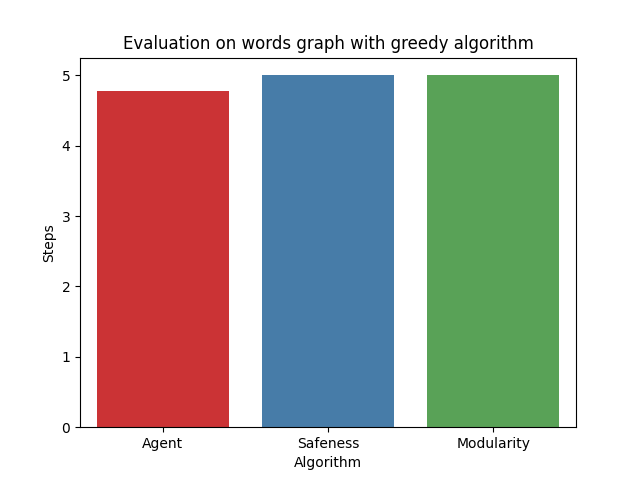 Evaluation on words graph with greedy algorithm
5
4
3
2
1
0
Steps
Agent
Safeness
Modularity
Algorithm